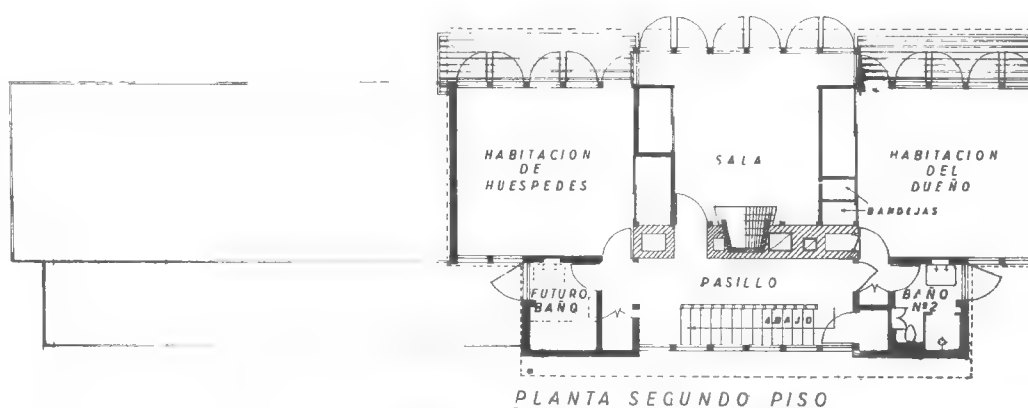 HABITACION
DE
HUESPEDES
SALA
HABITACION
DEL
DUEÑO
BANDEJAS
PASILLO
FUTURO
BAÑO
ABAJO
BAÑO
Nº2
PLANTA SEGUNDO PISO